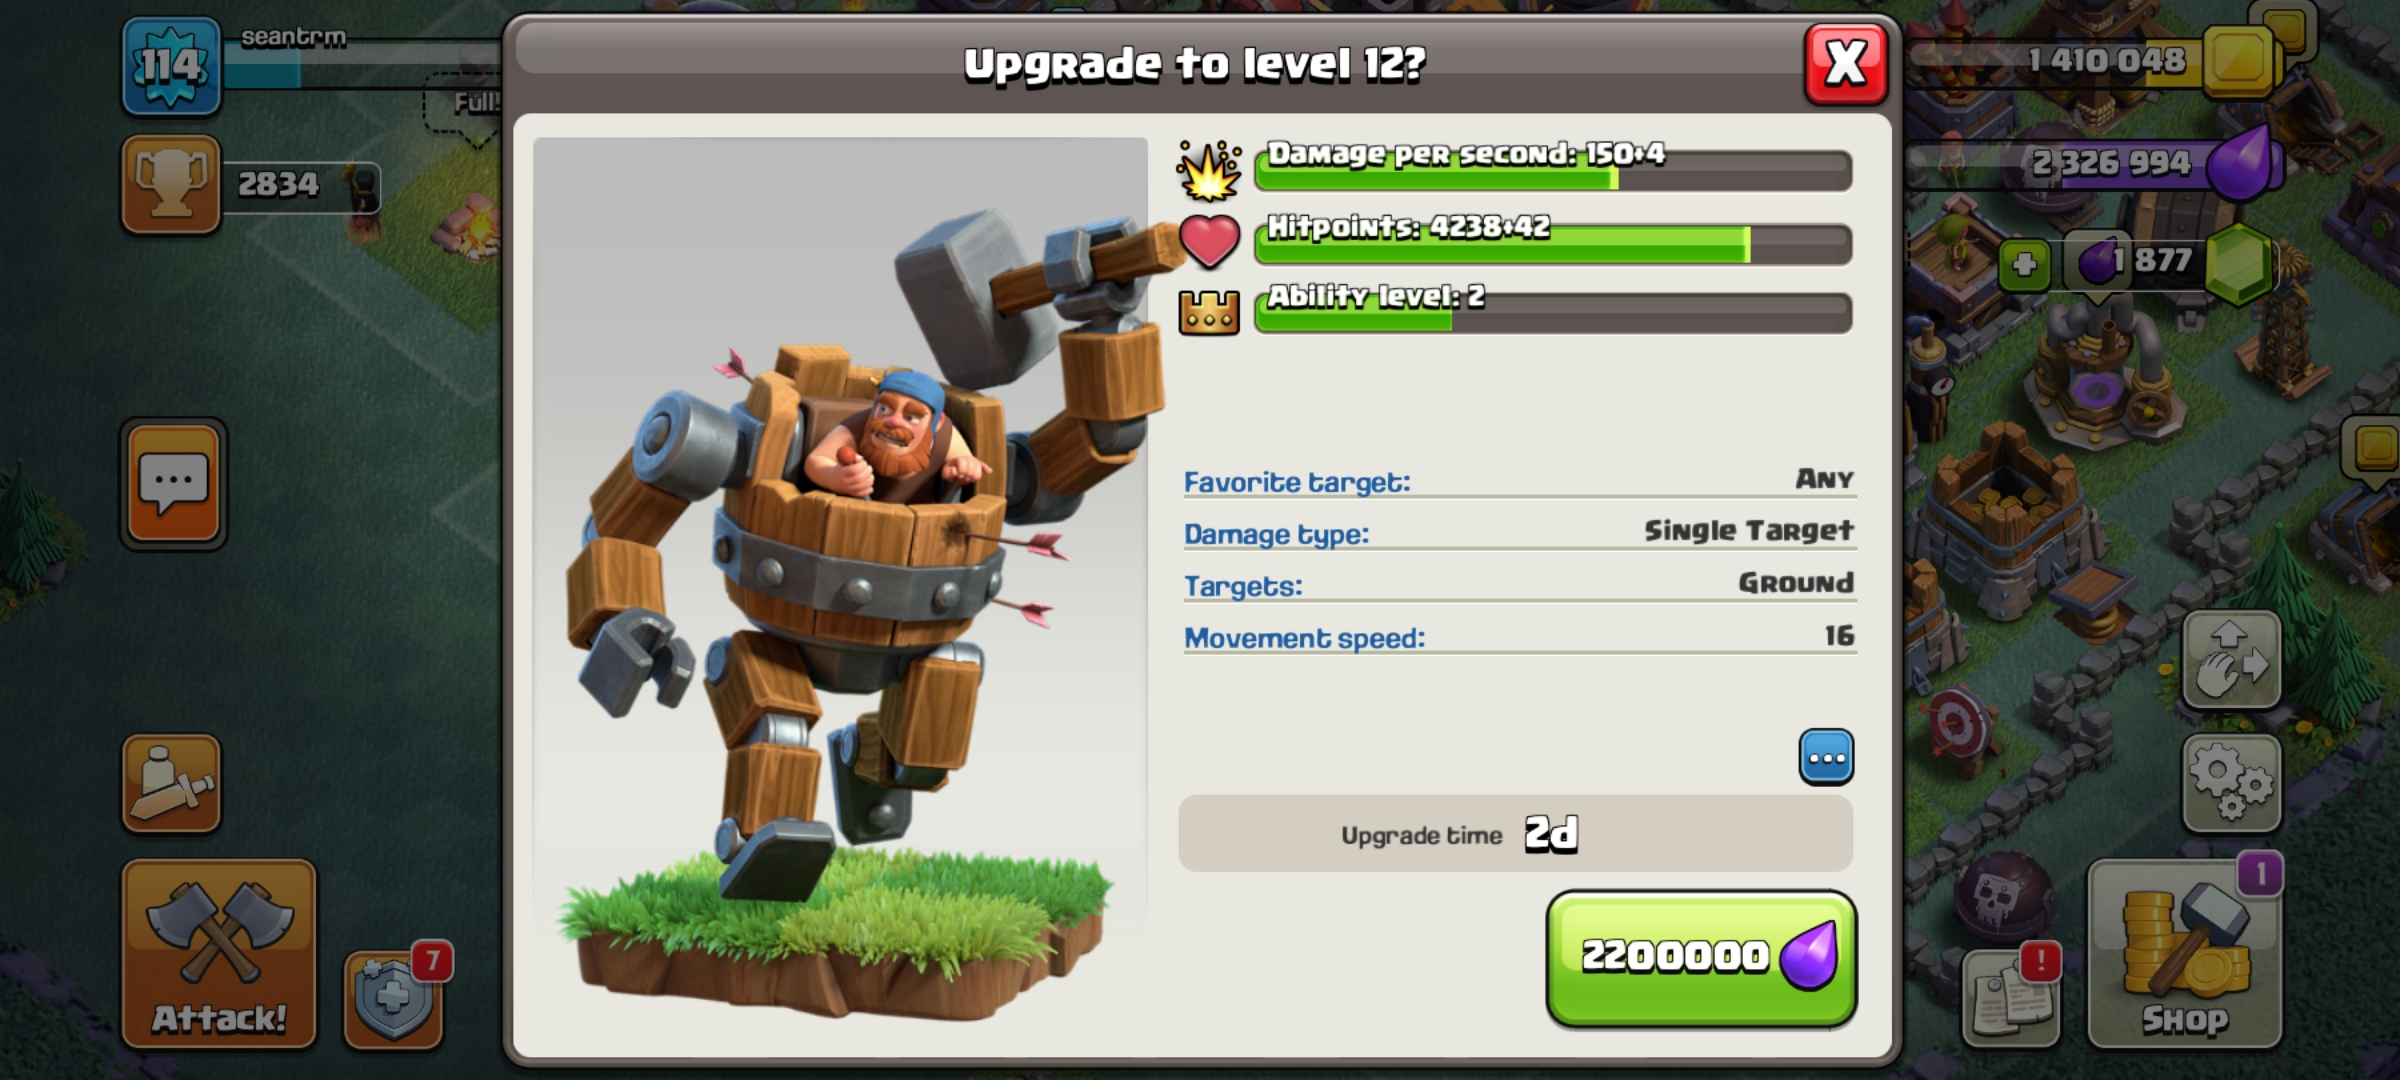 114
seantrm
Full!
2834
Upgrade to level 12?
X
1 410 048
2 326 994
1 877
Damage per second: 150+4
Hitpoints: 4238+42
Ability level: 2
Favorite target: Any
Damage type: Single Target
Targets: Ground
Movement speed: 16
Upgrade time 2d
2200000
Attack!
7
!
1
Shop